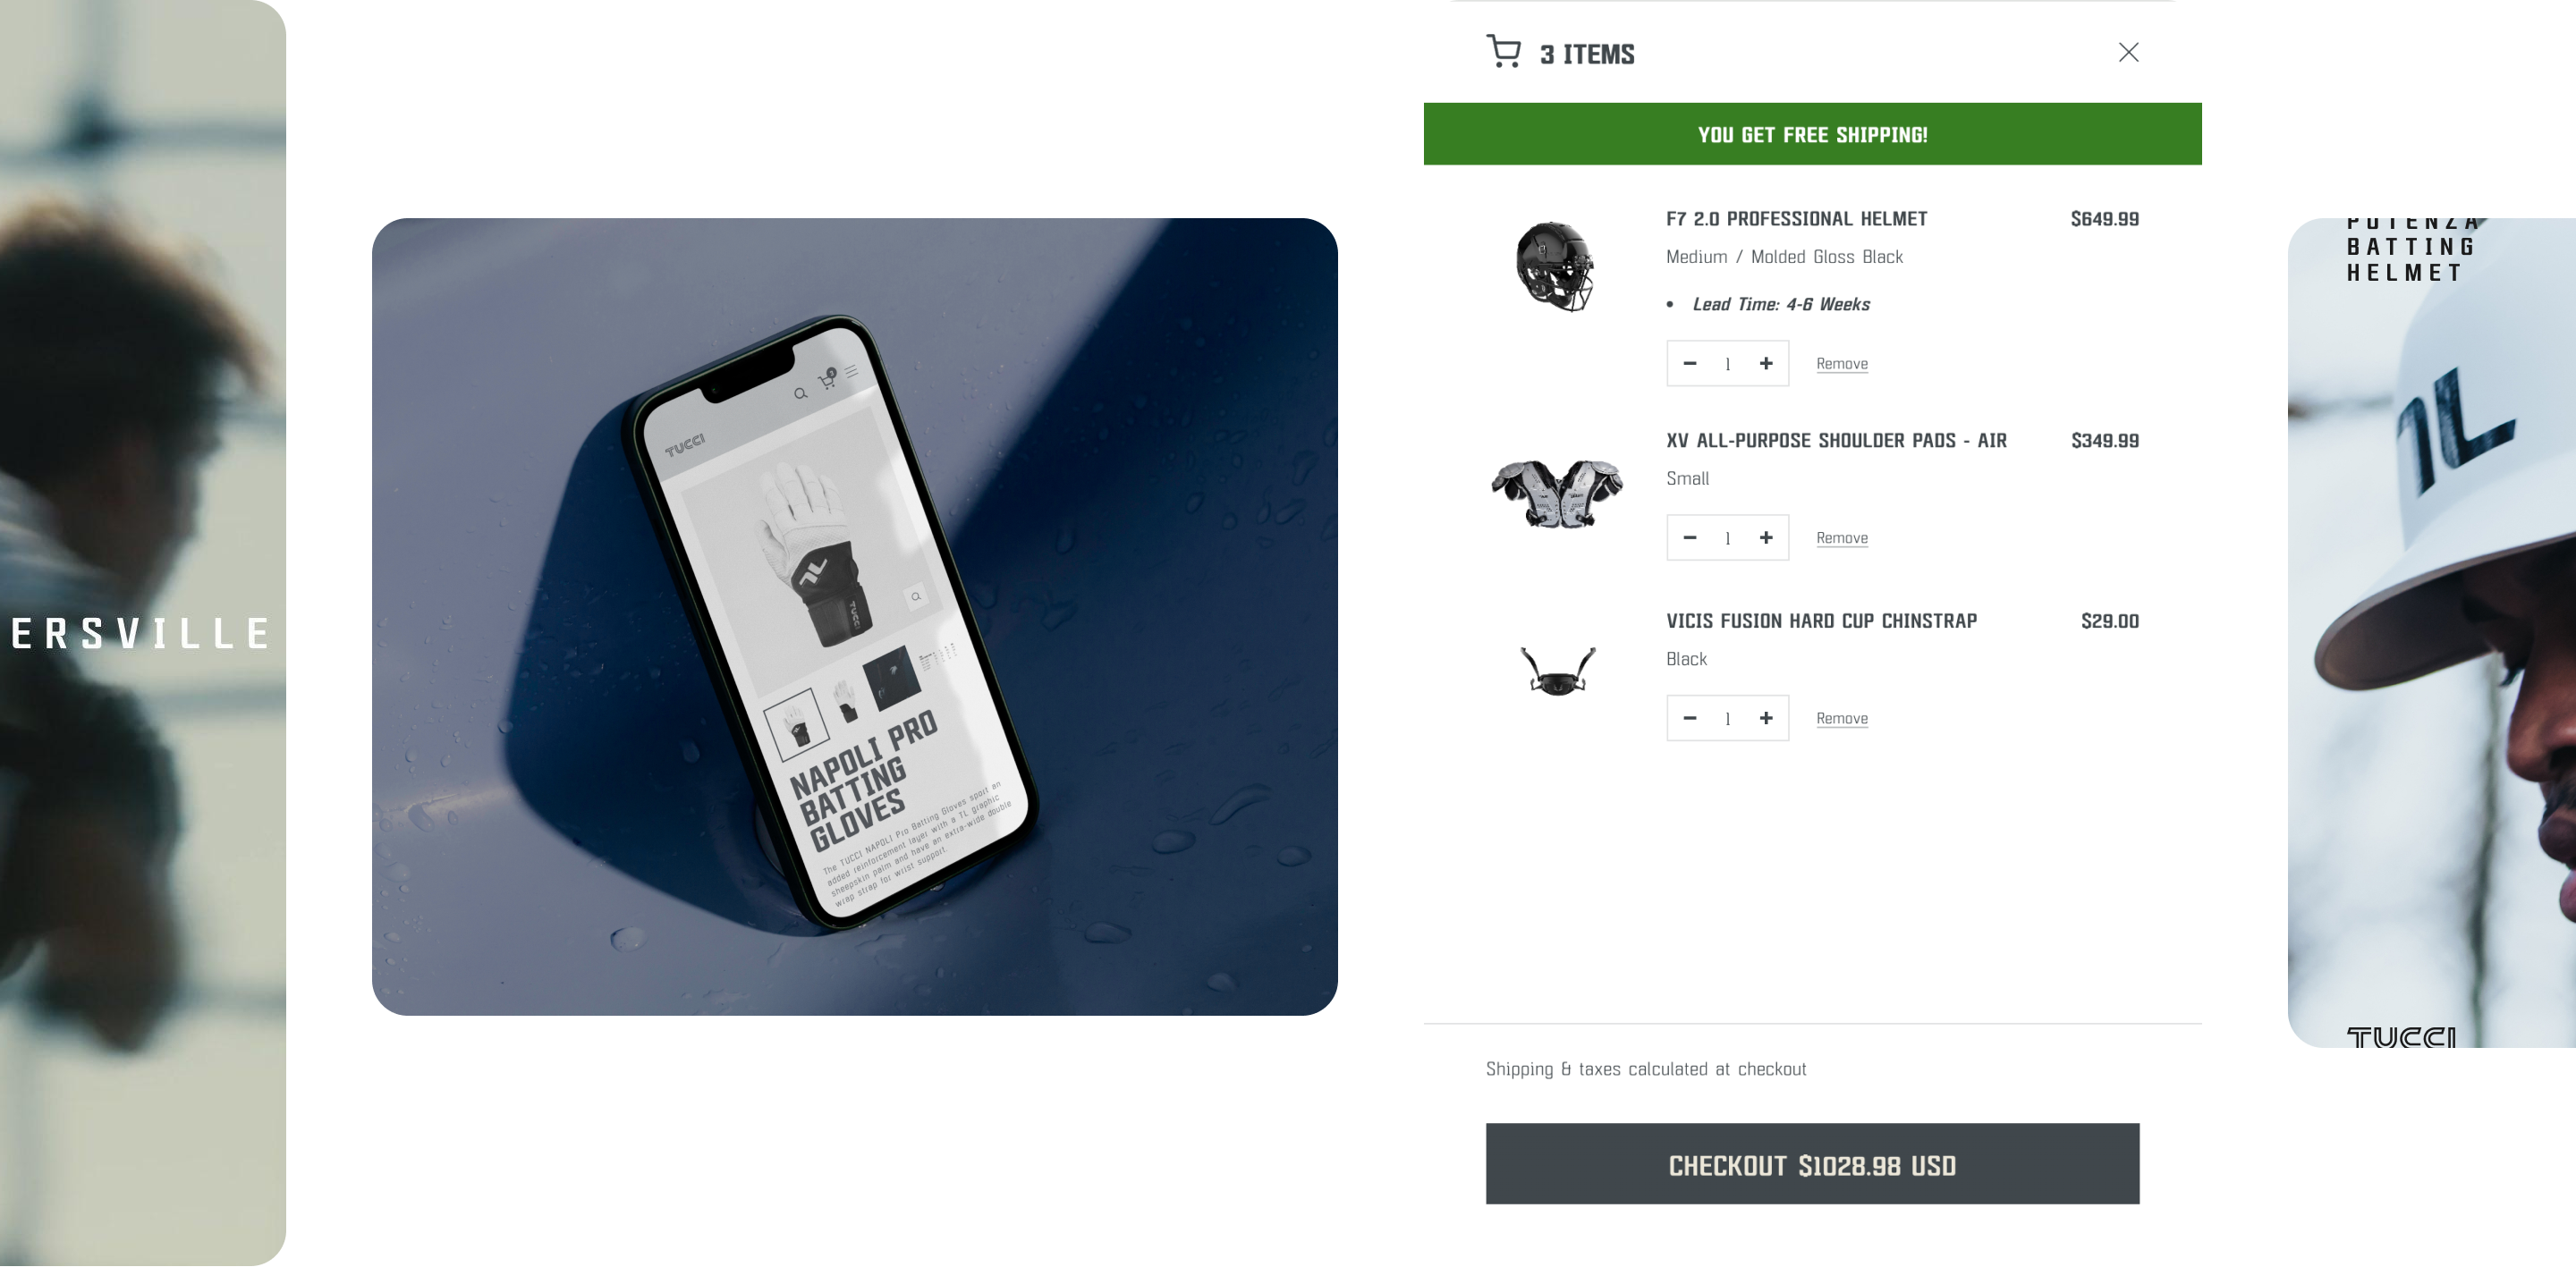 ERSVILLE
TUCCI
TUCCI
NAPOLI PRO
BATTING
GLOVES
The TUCCI NAPOLI Pro Batting Gloves sport an
added reinforcement layer with a TL graphic
sheepskin palm and have an extra-wide double
wrap strap for wrist support.
3 ITEMS
YOU GET FREE SHIPPING!
F7 2.0 PROFESSIONAL HELMET $649.99
Medium / Molded Gloss Black
• Lead Time: 4-6 Weeks
− 1 + Remove
XV ALL-PURPOSE SHOULDER PADS - AIR $349.99
Small
− 1 + Remove
VICIS FUSION HARD CUP CHINSTRAP $29.00
Black
− 1 + Remove
Shipping & taxes calculated at checkout
CHECKOUT $1028.98 USD
POTENZA
BATTING
HELMET
TL
TUCCI